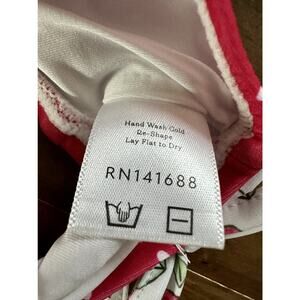 Hand Wash Cold
Re-Shape
Lay Flat to Dry
RN141688